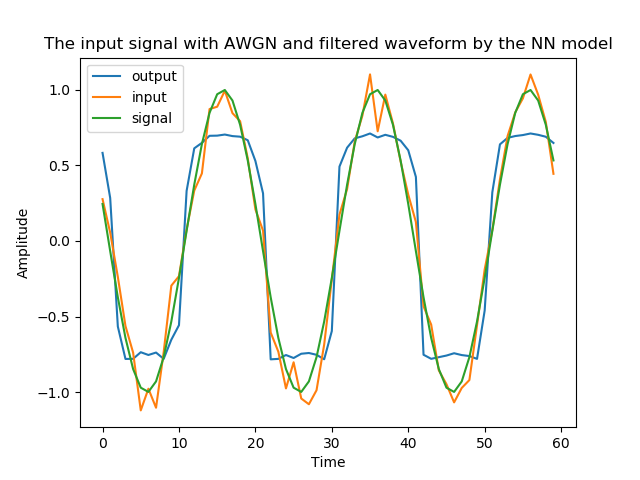 The input signal with AWGN and filtered waveform by the NN model
output
input
signal
1.0
0.5
0.0
−0.5
−1.0
Amplitude
0 10 20 30 40 50 60
Time